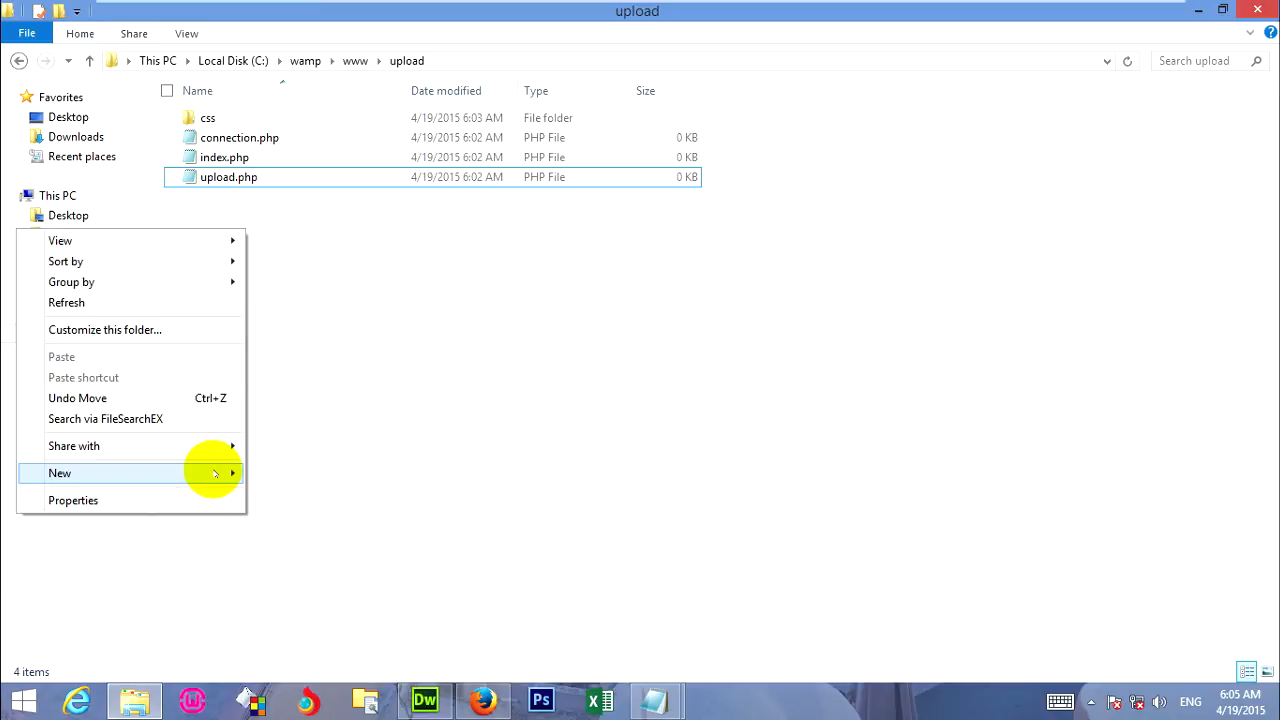 upload
File Home Share View
This PC Local Disk (C:) wamp www upload Search upload
Name Date modified Type Size
Favorites
Desktop
Downloads
Recent places
This PC
Desktop
css 4/19/2015 6:03 AM File folder
connection.php 4/19/2015 6:02 AM PHP File 0 KB
index.php 4/19/2015 6:02 AM PHP File 0 KB
upload.php 4/19/2015 6:02 AM PHP File 0 KB
View
Sort by
Group by
Refresh
Customize this folder...
Paste
Paste shortcut
Undo Move Ctrl+Z
Search via FileSearchEX
Share with
New
Properties
4 items
Dw Ps
ENG 6:05 AM
4/19/2015